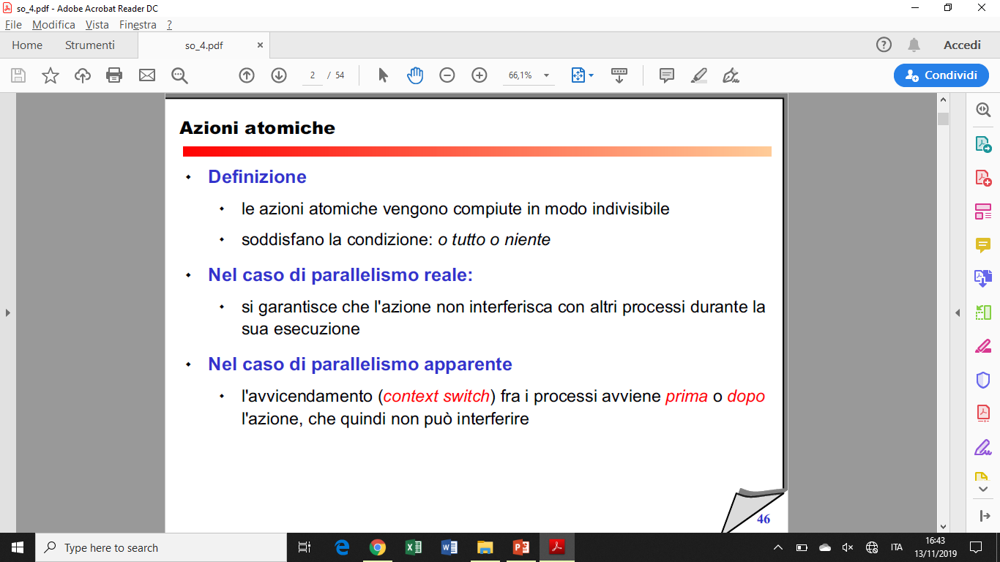 so_4.pdf - Adobe Acrobat Reader DC
File Modifica Vista Finestra ?
Home Strumenti so_4.pdf × Accedi
2 / 54 66,1% Condividi
Azioni atomiche
Definizione
le azioni atomiche vengono compiute in modo indivisibile
soddisfano la condizione: o tutto o niente
Nel caso di parallelismo reale:
si garantisce che l'azione non interferisca con altri processi durante la
sua esecuzione
Nel caso di parallelismo apparente
l'avvicendamento (context switch) fra i processi avviene prima o dopo
l'azione, che quindi non può interferire
46
Type here to search
ITA
16:43
13/11/2019